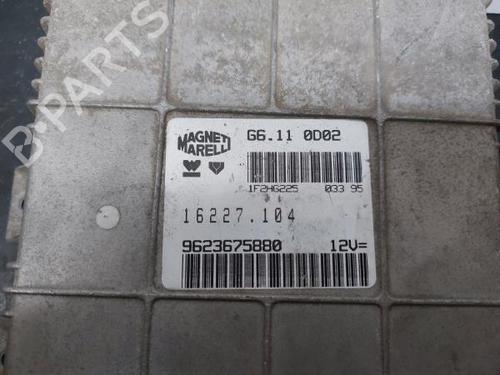 B-PARTS
MAGNETI MARELLI
G6.11 0D02
1F2HG225 033 95
16227.104
9623675880 12V=